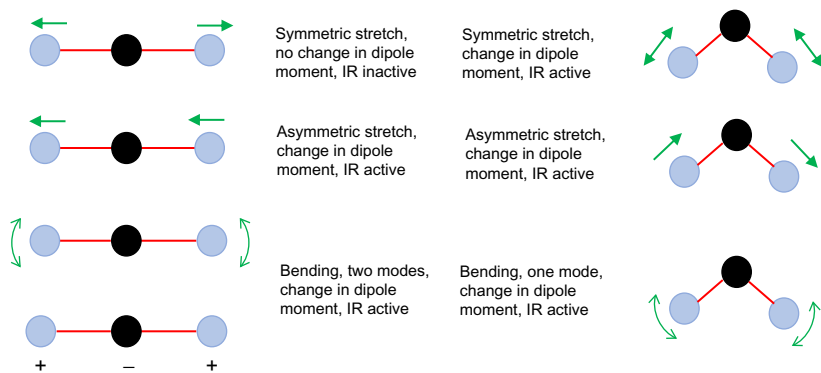 Symmetric stretch,
no change in dipole
moment, IR inactive
Symmetric stretch,
change in dipole
moment, IR active
Asymmetric stretch,
change in dipole
moment, IR active
Asymmetric stretch,
change in dipole
moment, IR active
Bending, two modes,
change in dipole
moment, IR active
Bending, one mode,
change in dipole
moment, IR active
+ – +